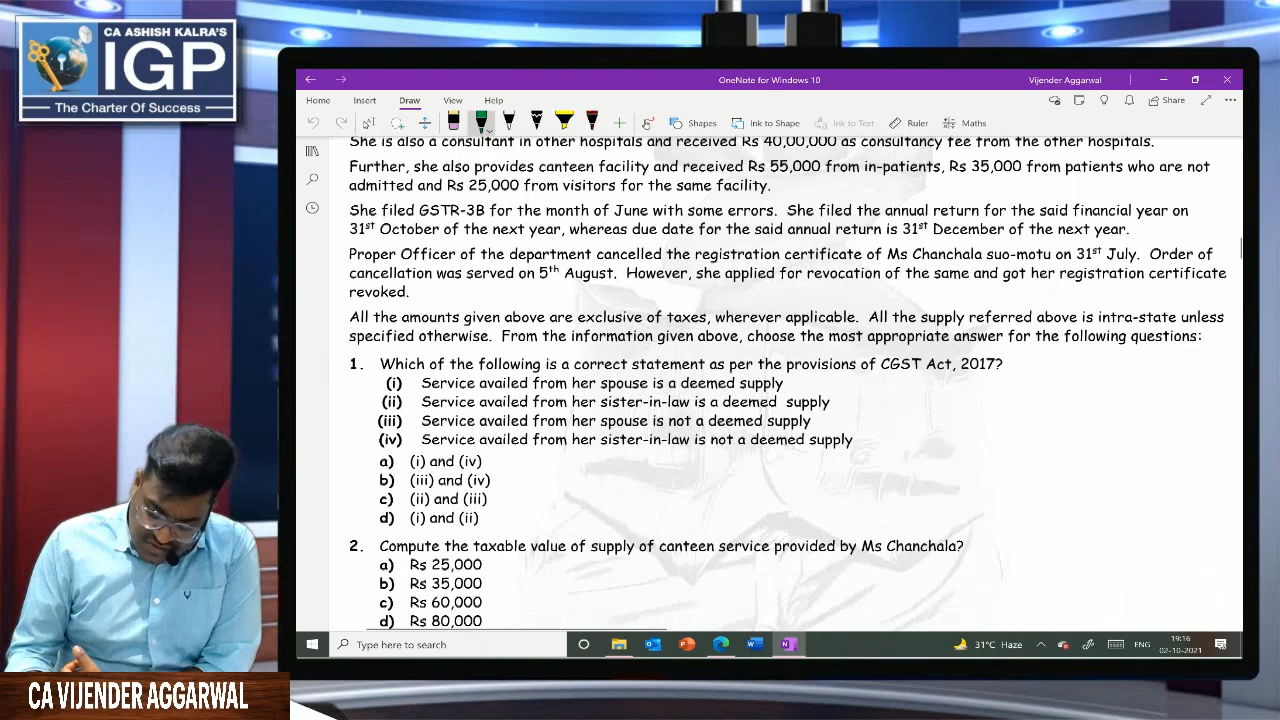 CA ASHISH KALRA'S
IGP
The Charter Of Success
OneNote for Windows 10
Vijender Aggarwal
Home Insert Draw View Help
Share
Shapes Ink to Shape Ink to Text Ruler Maths
She is also a consultant in other hospitals and received Rs 40,00,000 as consultancy fee from the other hospitals.
Further, she also provides canteen facility and received Rs 55,000 from in-patients, Rs 35,000 from patients who are not
admitted and Rs 25,000 from visitors for the same facility.
She filed GSTR-3B for the month of June with some errors. She filed the annual return for the said financial year on
31st October of the next year, whereas due date for the said annual return is 31st December of the next year.
Proper Officer of the department cancelled the registration certificate of Ms Chanchala suo-motu on 31st July. Order of
cancellation was served on 5th August. However, she applied for revocation of the same and got her registration certificate
revoked.
All the amounts given above are exclusive of taxes, wherever applicable. All the supply referred above is intra-state unless
specified otherwise. From the information given above, choose the most appropriate answer for the following questions:
1. Which of the following is a correct statement as per the provisions of CGST Act, 2017?
(i) Service availed from her spouse is a deemed supply
(ii) Service availed from her sister-in-law is a deemed supply
(iii) Service availed from her spouse is not a deemed supply
(iv) Service availed from her sister-in-law is not a deemed supply
a) (i) and (iv)
b) (iii) and (iv)
c) (ii) and (iii)
d) (i) and (ii)
2. Compute the taxable value of supply of canteen service provided by Ms Chanchala?
a) Rs 25,000
b) Rs 35,000
c) Rs 60,000
d) Rs 80,000
Type here to search
31°C Haze
ENG
19:16
02-10-2021
CA VIJENDER AGGARWAL